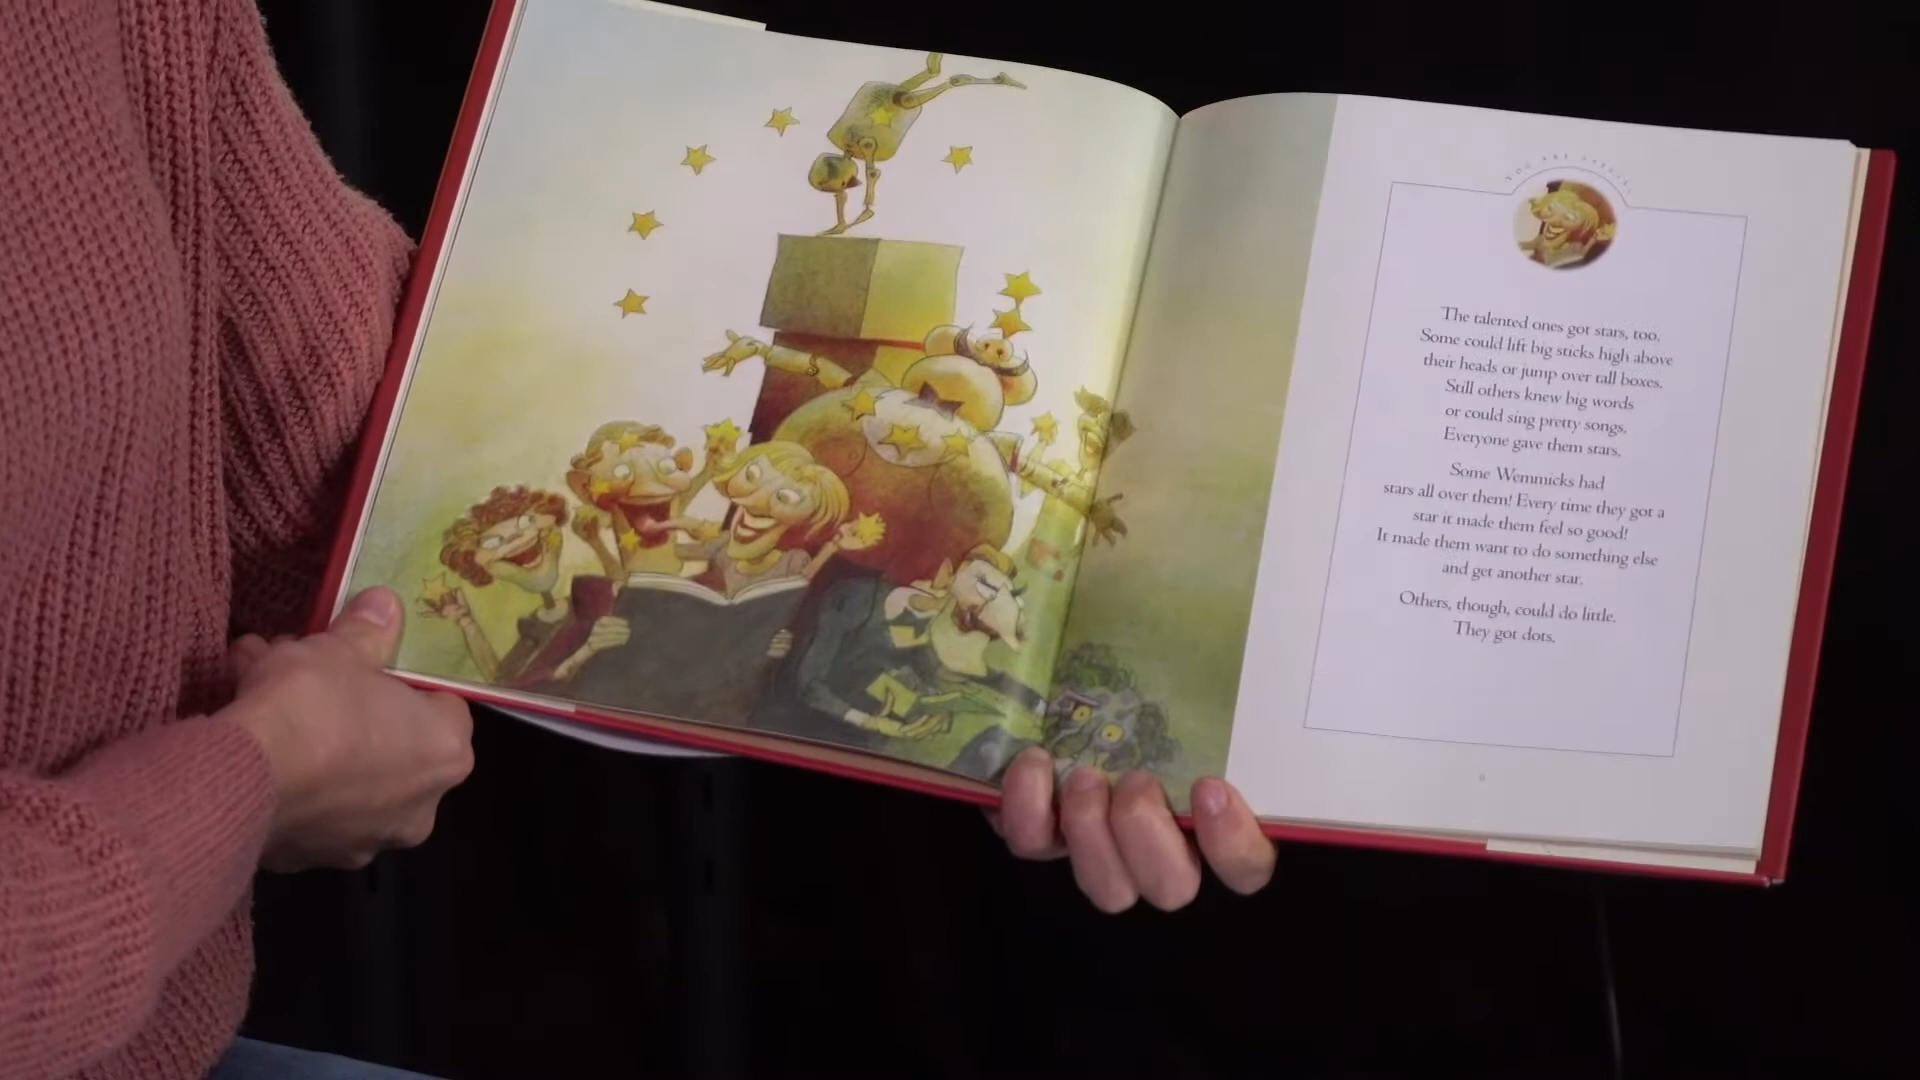 YOU ARE SPECIAL
The talented ones got stars, too.
Some could lift big sticks high above
their heads or jump over tall boxes.
Still others knew big words
or could sing pretty songs.
Everyone gave them stars.
Some Wemmicks had
stars all over them! Every time they got a
star it made them feel so good!
It made them want to do something else
and get another star.
Others, though, could do little.
They got dots.